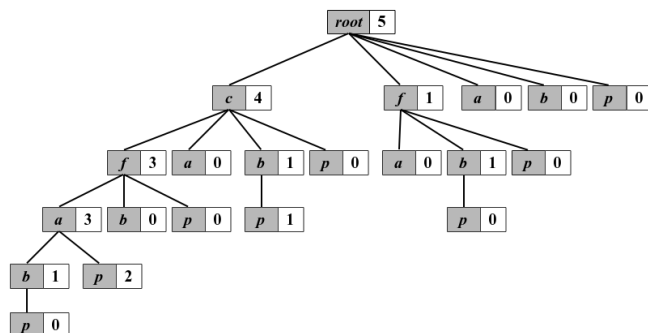 root 5
c 4 f 1 a 0 b 0 p 0
f 3 a 0 b 1 p 0 a 0 b 1 p 0
a 3 b 0 p 0 p 1 p 0
b 1 p 2
p 0